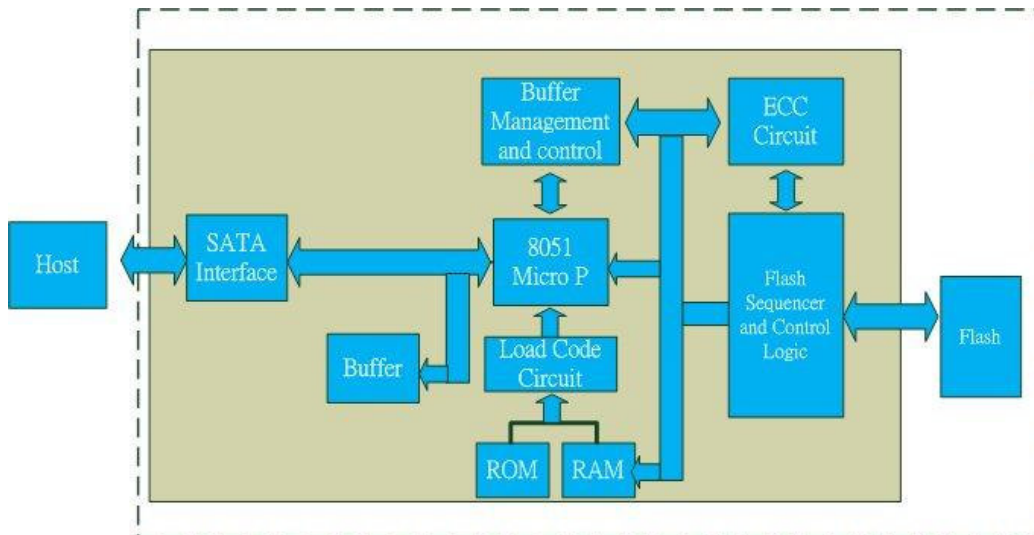 Buffer
Management
and control
ECC
Circuit
Host
SATA
Interface
8051
Micro P
Flash
Sequencer
and Control
Logic
Flash
Buffer
Load Code
Circuit
ROM
RAM